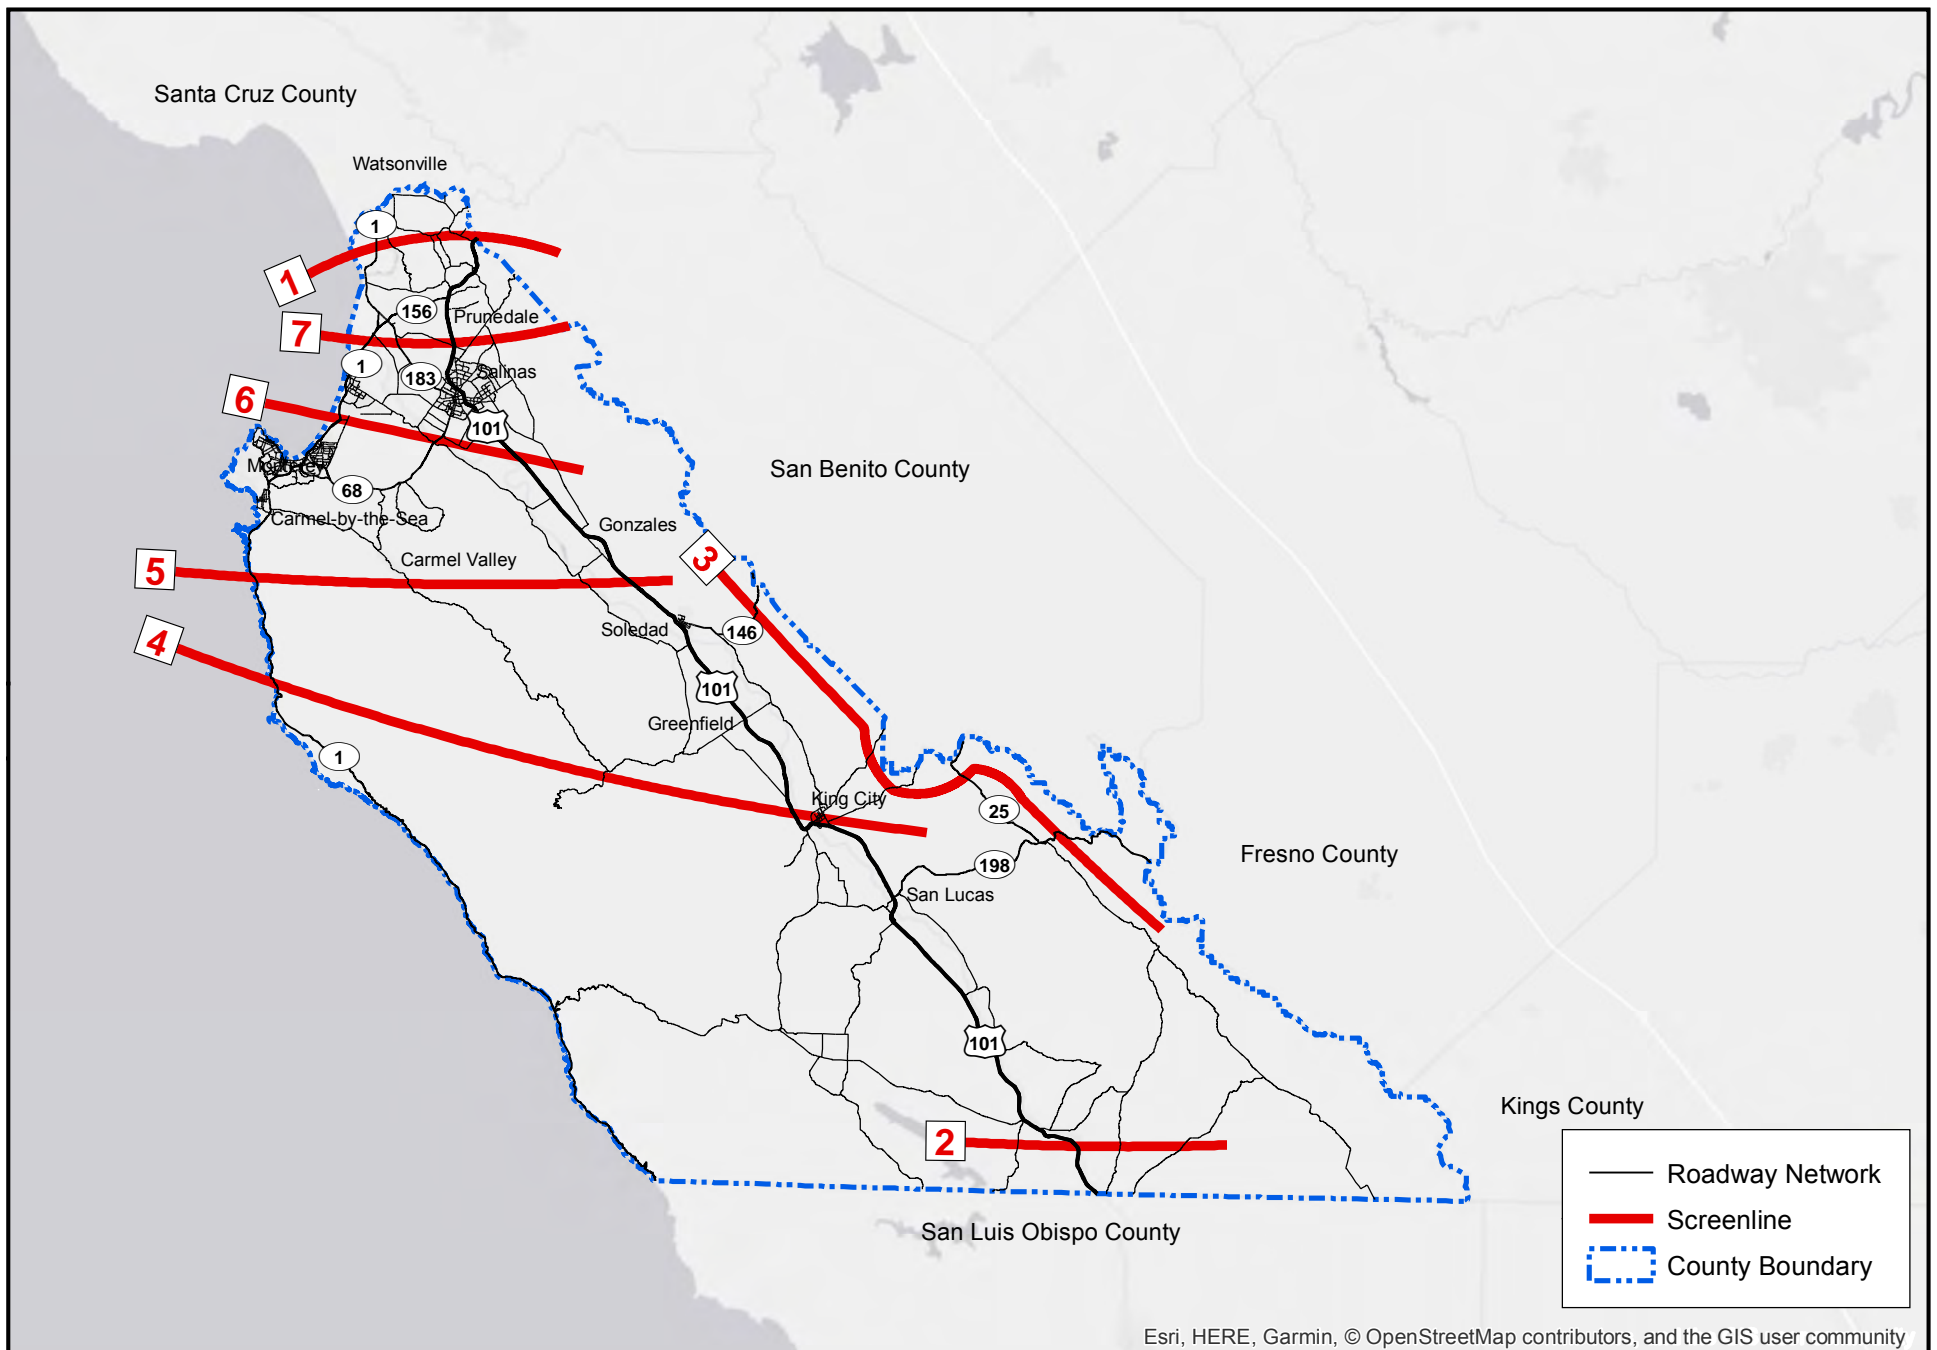 Santa Cruz County
Watsonville
1
1
156
Prunedale
7
1
183
Salinas
6
101
Monterey
San Benito County
68
Carmel-by-the-Sea
Gonzales
3
5
Carmel Valley
Soledad
146
4
101
Greenfield
1
King City
25
Fresno County
198
San Lucas
101
Kings County
2
San Luis Obispo County
Roadway Network
Screenline
County Boundary
Esri, HERE, Garmin, © OpenStreetMap contributors, and the GIS user community